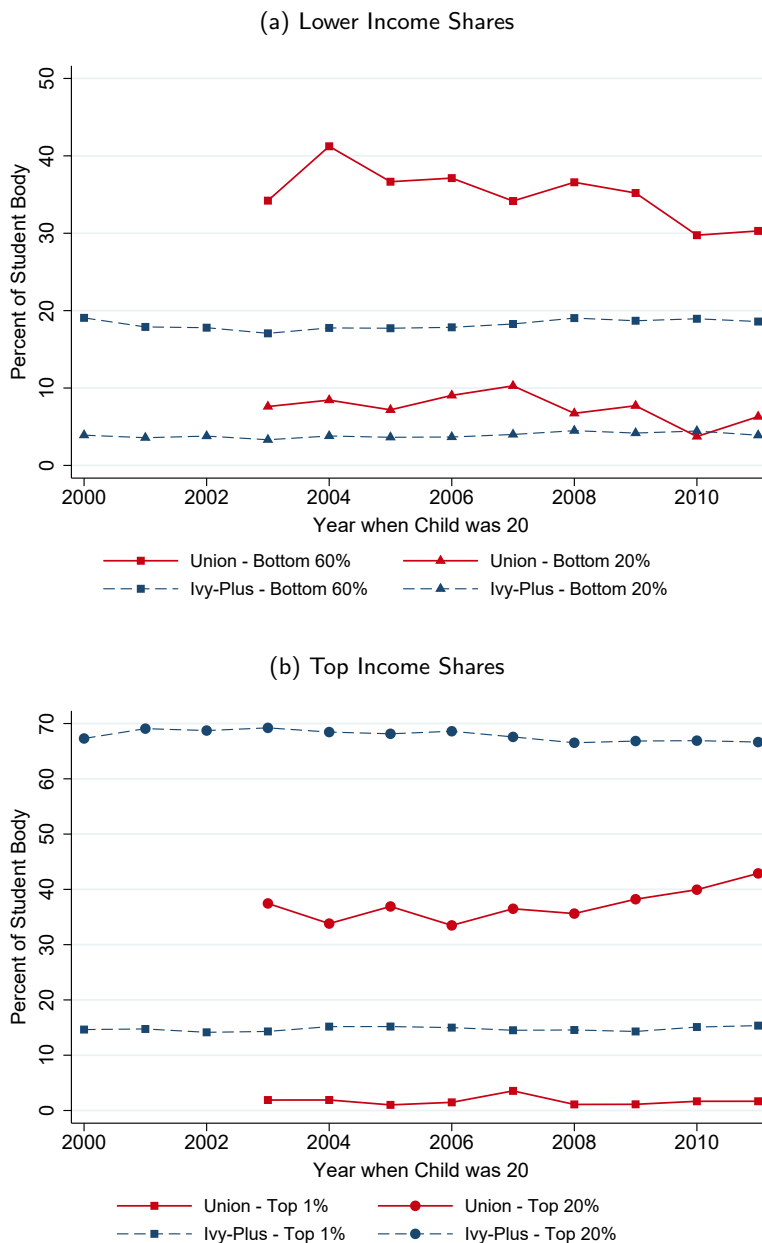 (a) Lower Income Shares
50
40
30
20
10
0
Percent of Student Body
2000 2002 2004 2006 2008 2010
Year when Child was 20
Union - Bottom 60% Union - Bottom 20%
Ivy-Plus - Bottom 60% Ivy-Plus - Bottom 20%
(b) Top Income Shares
70
60
50
40
30
20
10
0
Percent of Student Body
2000 2002 2004 2006 2008 2010
Year when Child was 20
Union - Top 1% Union - Top 20%
Ivy-Plus - Top 1% Ivy-Plus - Top 20%